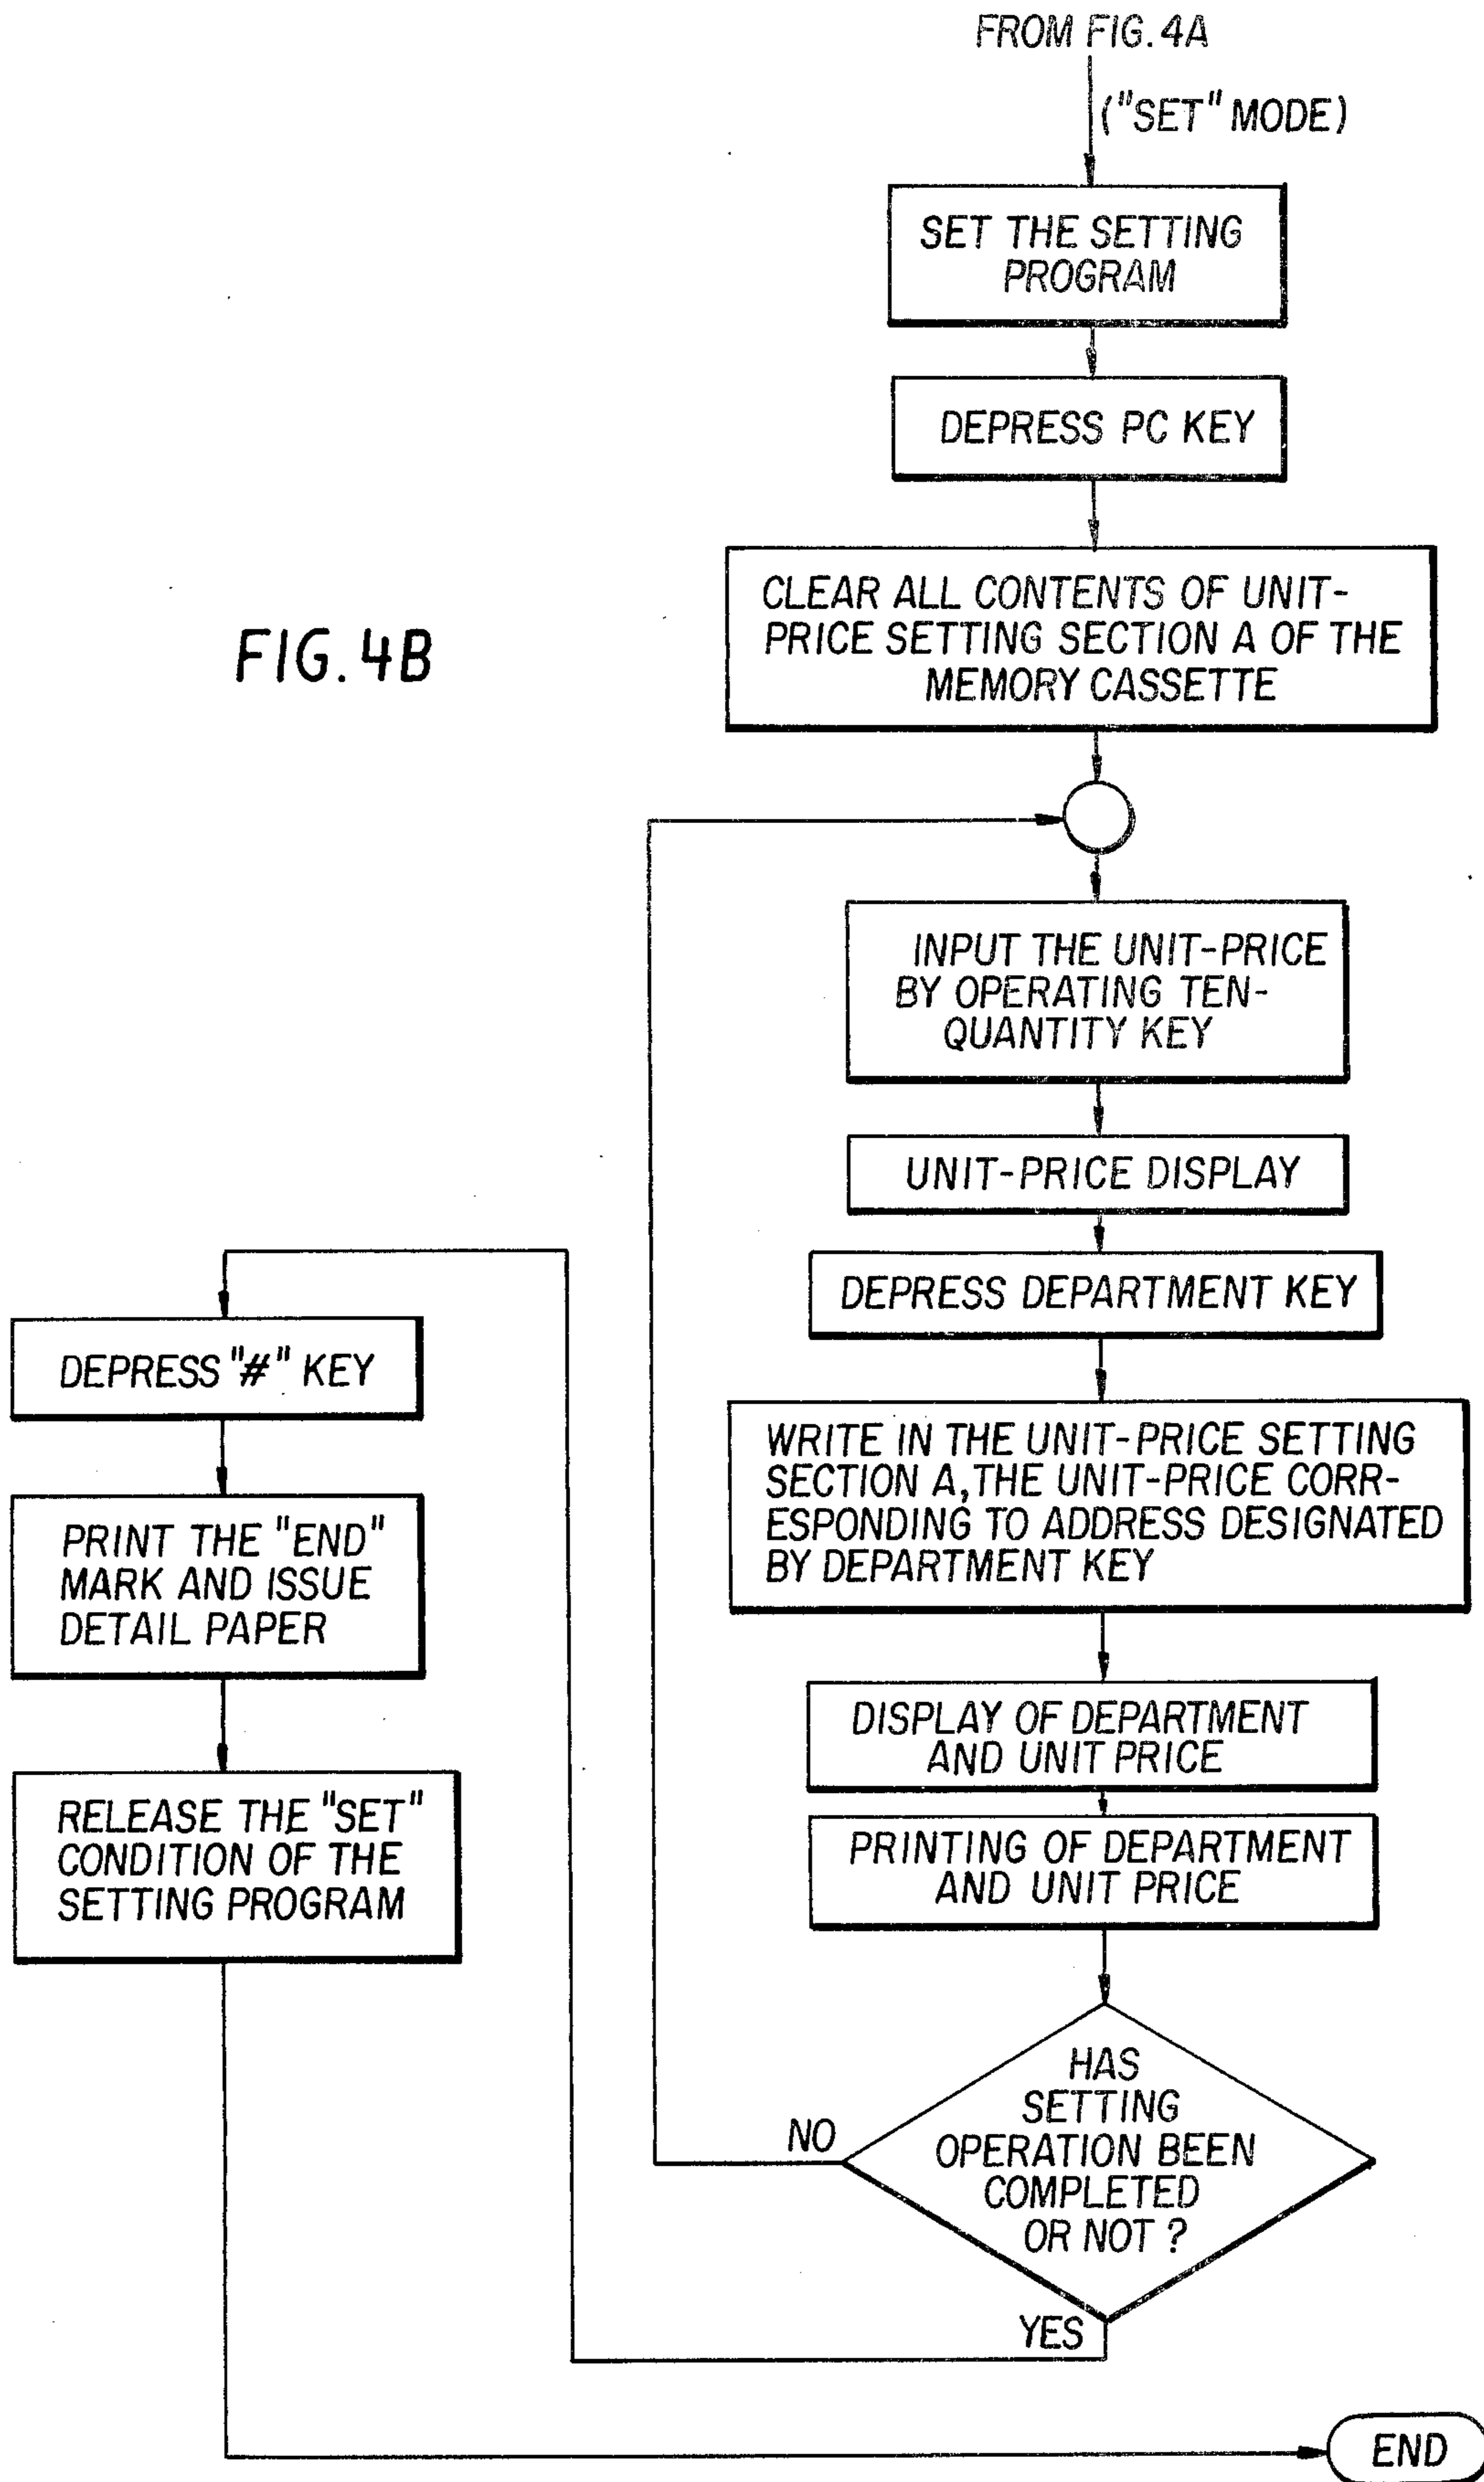 FROM FIG. 4A
("SET" MODE)
SET THE SETTING
PROGRAM
DEPRESS PC KEY
CLEAR ALL CONTENTS OF UNIT-
PRICE SETTING SECTION A OF THE
MEMORY CASSETTE
FIG. 4B
INPUT THE UNIT-PRICE
BY OPERATING TEN-
QUANTITY KEY
UNIT-PRICE DISPLAY
DEPRESS DEPARTMENT KEY
WRITE IN THE UNIT-PRICE SETTING
SECTION A, THE UNIT-PRICE CORR-
ESPONDING TO ADDRESS DESIGNATED
BY DEPARTMENT KEY
DISPLAY OF DEPARTMENT
AND UNIT PRICE
PRINTING OF DEPARTMENT
AND UNIT PRICE
HAS
SETTING
OPERATION BEEN
COMPLETED
OR NOT ?
NO
YES
DEPRESS "#" KEY
PRINT THE "END"
MARK AND ISSUE
DETAIL PAPER
RELEASE THE "SET"
CONDITION OF THE
SETTING PROGRAM
END